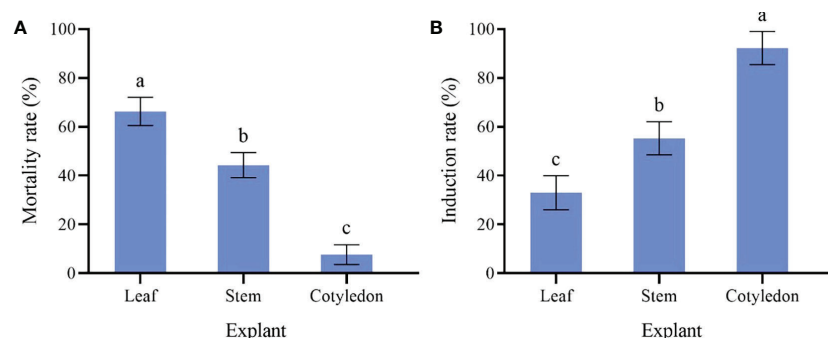 A
Mortality rate (%)
100
80
60
40
20
0
a
b
c
Leaf Stem Cotyledon
Explant
B
Induction rate (%)
100
80
60
40
20
0
c
b
a
Leaf Stem Cotyledon
Explant